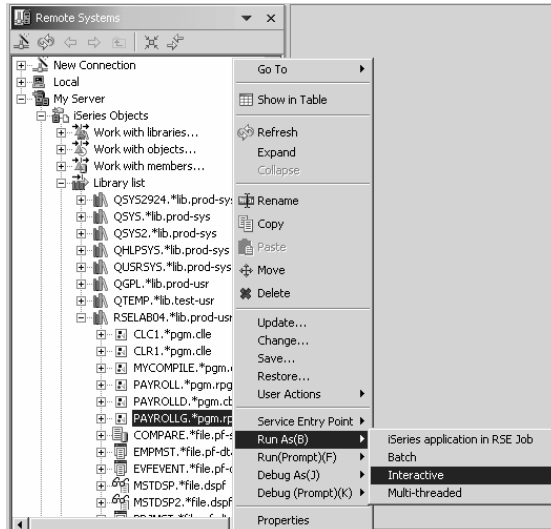 Remote Systems
New Connection
Local
My Server
iSeries Objects
Work with libraries...
Work with objects...
Work with members...
Library list
QSYS2924.*lib.prod-sy
QSYS.*lib.prod-sys
QSYS2.*lib.prod-sys
QHLPSYS.*lib.prod-sys
QUSRSYS.*lib.prod-sys
QGPL.*lib.prod-usr
QTEMP.*lib.test-usr
RSELAB04.*lib.prod-usr
CLC1.*pgm.clle
CLR1.*pgm.clle
MYCOMPILE.*pgm.
PAYROLL.*pgm.rpg
PAYROLLD.*pgm.cb
PAYROLLG.*pgm.rp
COMPARE.*file.pf-s
EMPMST.*file.pf-dt
EVFEVENT.*file.pf-
MSTDSP.*file.dspf
MSTDSP2.*file.dspf
Go To
Show in Table
Refresh
Expand
Collapse
Rename
Copy
Paste
Move
Delete
Update...
Change...
Save...
Restore...
User Actions
Service Entry Point
Run As(B)
Run(Prompt)(F)
Debug As(J)
Debug (Prompt)(K)
Properties
iSeries application in RSE Job
Batch
Interactive
Multi-threaded